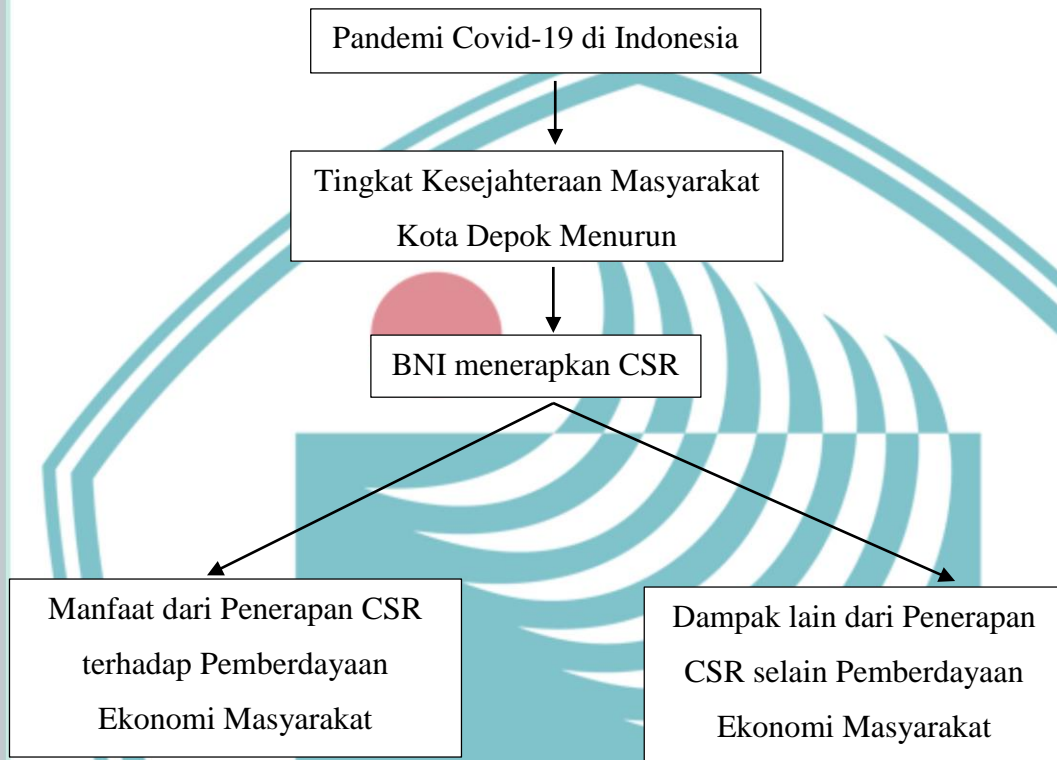 Pandemi Covid-19 di Indonesia
Tingkat Kesejahteraan Masyarakat
Kota Depok Menurun
BNI menerapkan CSR
Manfaat dari Penerapan CSR
terhadap Pemberdayaan
Ekonomi Masyarakat
Dampak lain dari Penerapan
CSR selain Pemberdayaan
Ekonomi Masyarakat